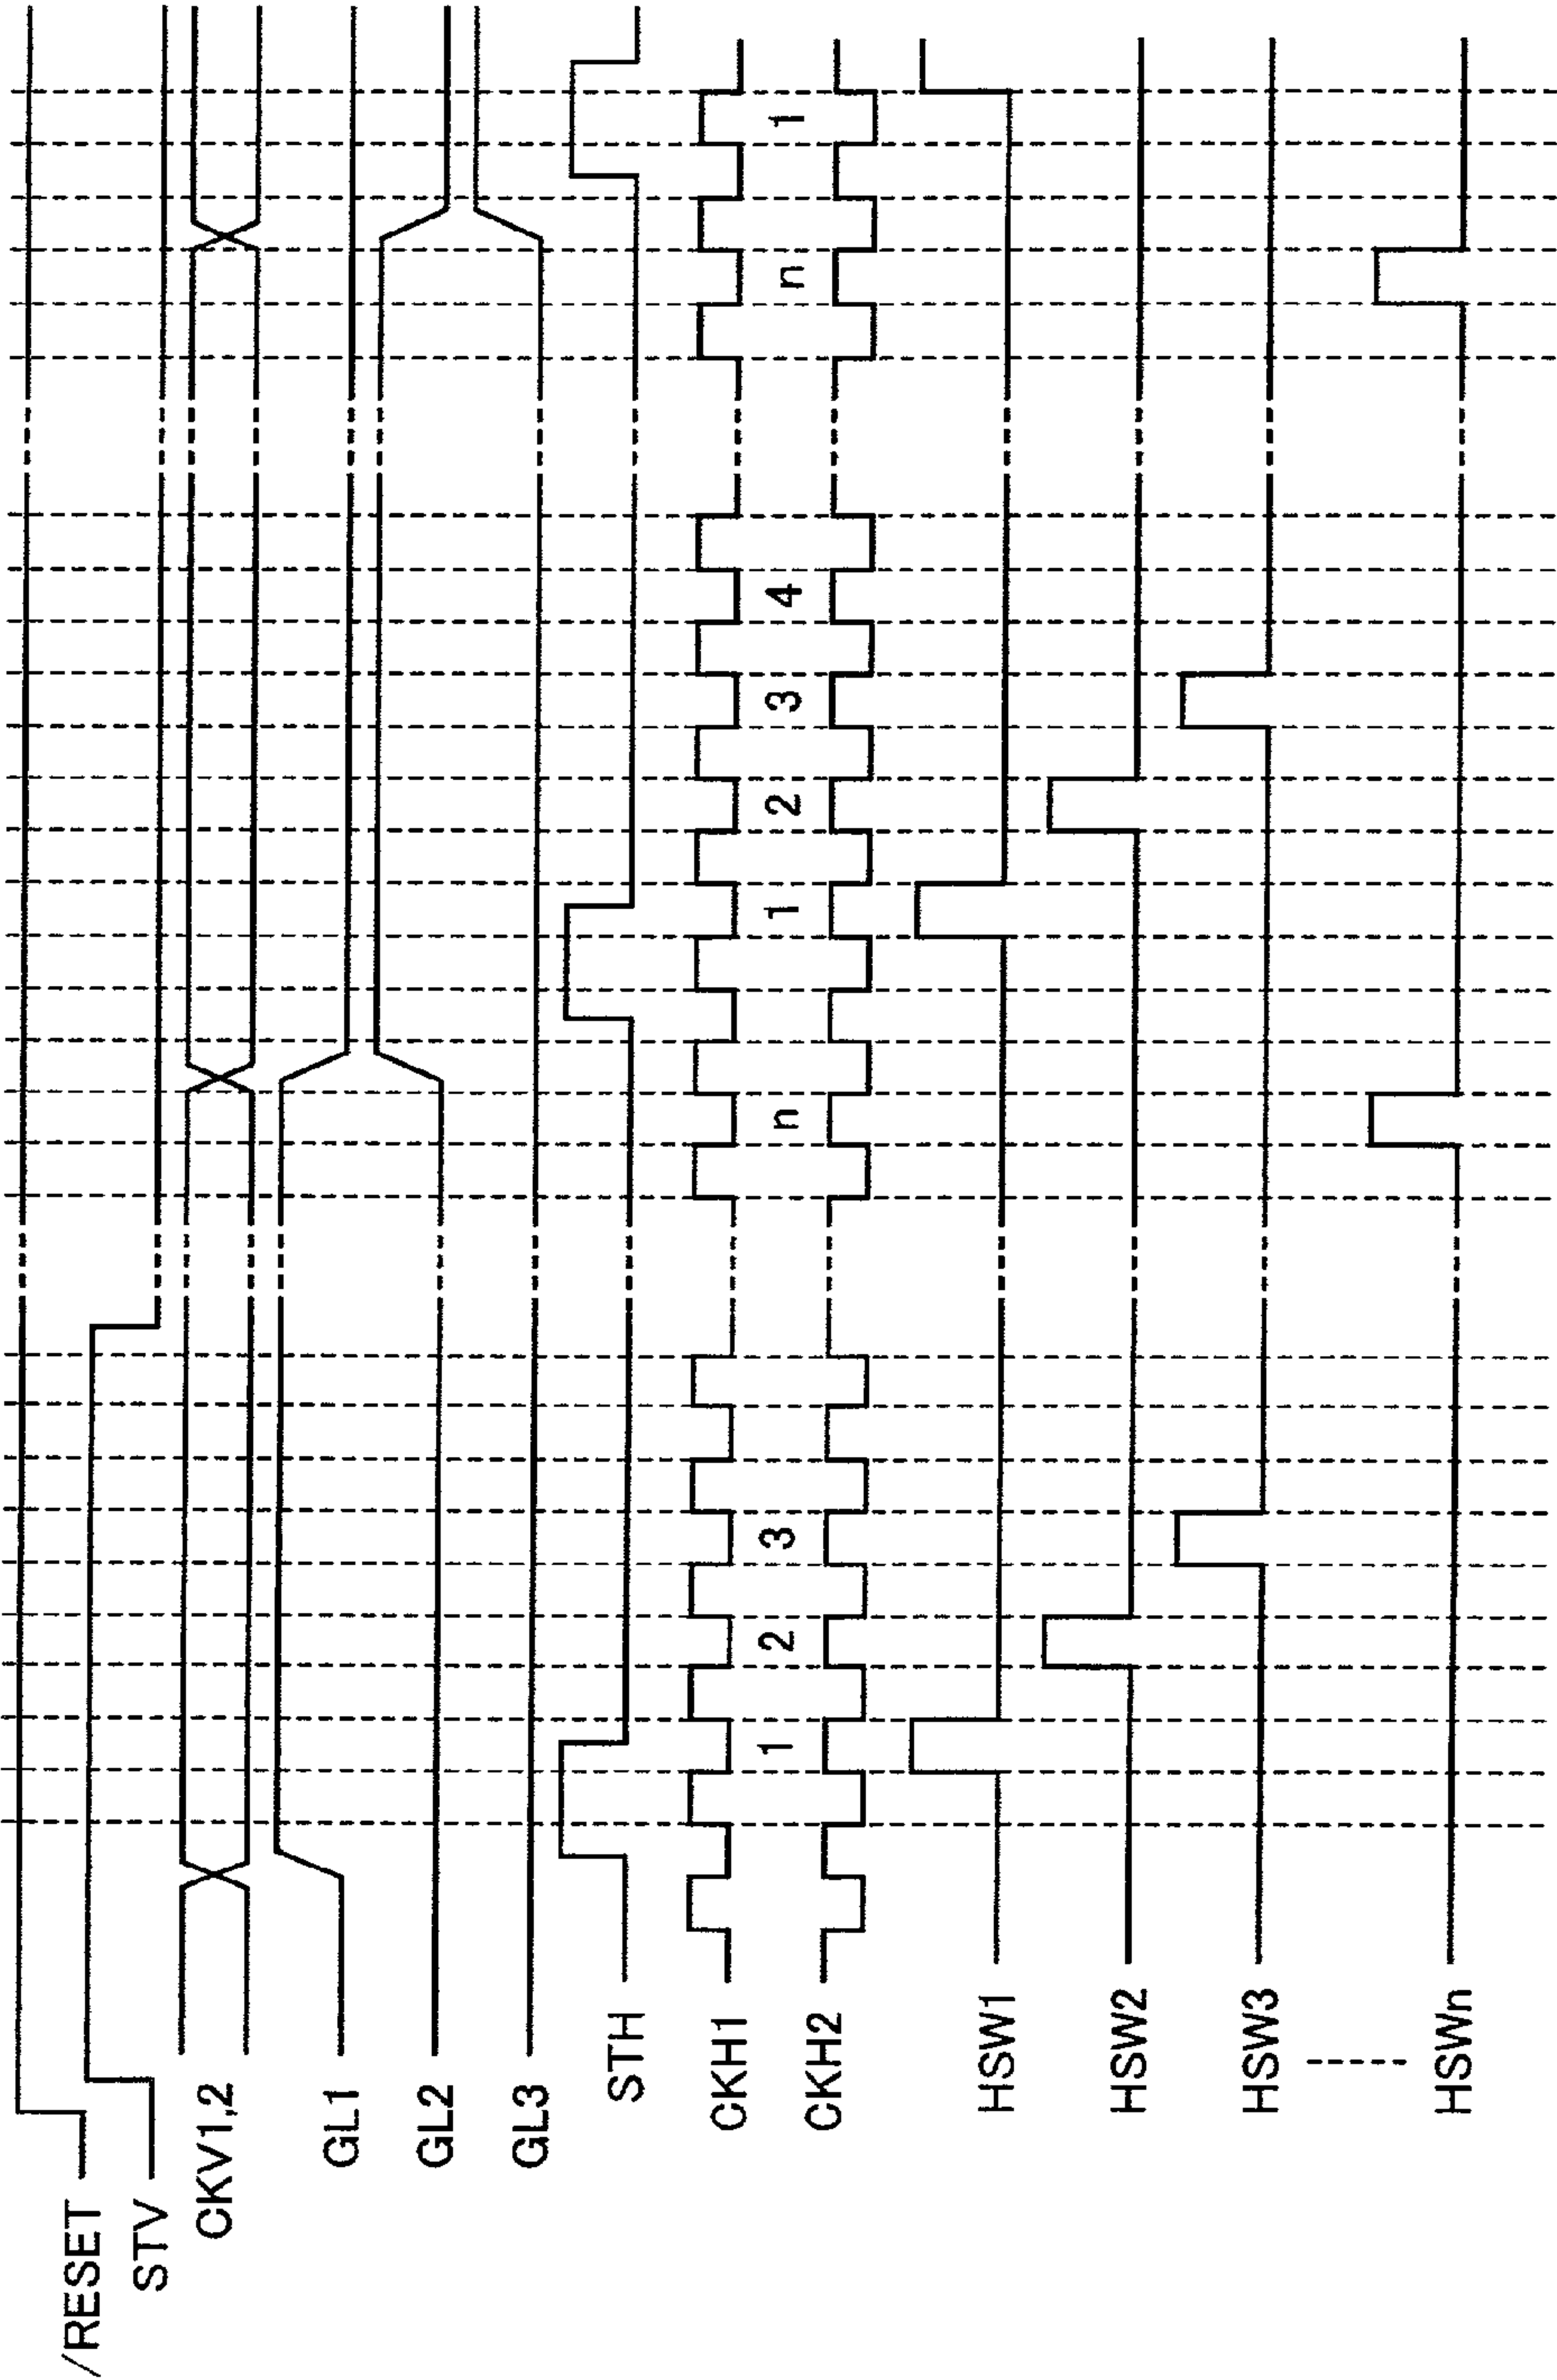 /RESET
STV
CKV1,2
GL1
GL2
GL3
STH
CKH1
1 2 3 n 1 2 3 4 n 1
CKH2
HSW1
HSW2
HSW3
HSWn